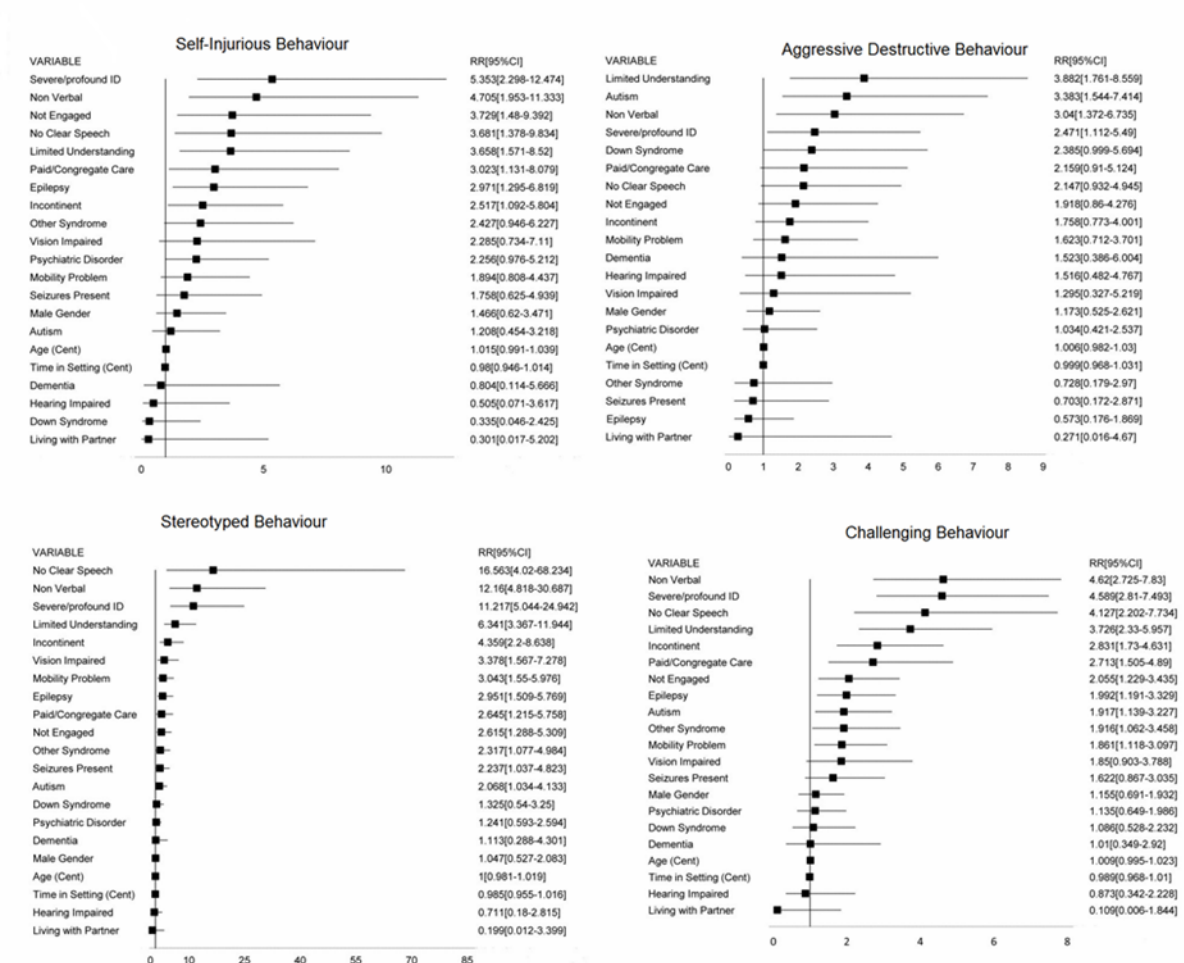 Self-Injurious Behaviour
VARIABLE RR[95%CI]
Severe/profound ID 5.353[2.298-12.474]
Non Verbal 4.705[1.953-11.333]
Not Engaged 3.729[1.48-9.392]
No Clear Speech 3.681[1.378-9.834]
Limited Understanding 3.658[1.571-8.52]
Paid/Congregate Care 3.023[1.131-8.079]
Epilepsy 2.971[1.295-6.819]
Incontinent 2.517[1.092-5.804]
Other Syndrome 2.427[0.946-6.227]
Vision Impaired 2.285[0.734-7.11]
Psychiatric Disorder 2.256[0.976-5.212]
Mobility Problem 1.894[0.808-4.437]
Seizures Present 1.758[0.625-4.939]
Male Gender 1.466[0.62-3.471]
Autism 1.208[0.454-3.218]
Age (Cent) 1.015[0.991-1.039]
Time in Setting (Cent) 0.98[0.946-1.014]
Dementia 0.804[0.114-5.666]
Hearing Impaired 0.505[0.071-3.617]
Down Syndrome 0.335[0.046-2.425]
Living with Partner 0.301[0.017-5.202]
0 5 10
Aggressive Destructive Behaviour
VARIABLE RR[95%CI]
Limited Understanding 3.882[1.761-8.559]
Autism 3.383[1.544-7.414]
Non Verbal 3.04[1.372-6.735]
Severe/profound ID 2.471[1.112-5.49]
Down Syndrome 2.385[0.999-5.694]
Paid/Congregate Care 2.159[0.91-5.124]
No Clear Speech 2.147[0.932-4.945]
Not Engaged 1.918[0.86-4.276]
Incontinent 1.758[0.773-4.001]
Mobility Problem 1.623[0.712-3.701]
Dementia 1.523[0.386-6.004]
Hearing Impaired 1.516[0.482-4.767]
Vision Impaired 1.295[0.327-5.219]
Male Gender 1.173[0.525-2.621]
Psychiatric Disorder 1.034[0.421-2.537]
Age (Cent) 1.006[0.982-1.03]
Time in Setting (Cent) 0.999[0.968-1.031]
Other Syndrome 0.728[0.179-2.97]
Seizures Present 0.703[0.172-2.871]
Epilepsy 0.573[0.176-1.869]
Living with Partner 0.271[0.016-4.67]
0 1 2 3 4 5 6 7 8 9
Stereotyped Behaviour
VARIABLE RR[95%CI]
No Clear Speech 16.563[4.02-68.234]
Non Verbal 12.16[4.818-30.687]
Severe/profound ID 11.217[5.044-24.942]
Limited Understanding 6.341[3.367-11.944]
Incontinent 4.359[2.2-8.638]
Vision Impaired 3.378[1.567-7.278]
Mobility Problem 3.043[1.55-5.976]
Epilepsy 2.951[1.509-5.769]
Paid/Congregate Care 2.645[1.215-5.758]
Not Engaged 2.615[1.288-5.309]
Other Syndrome 2.317[1.077-4.984]
Seizures Present 2.237[1.037-4.823]
Autism 2.068[1.034-4.133]
Down Syndrome 1.325[0.54-3.25]
Psychiatric Disorder 1.241[0.593-2.594]
Dementia 1.113[0.288-4.301]
Male Gender 1.047[0.527-2.083]
Age (Cent) 1[0.981-1.019]
Time in Setting (Cent) 0.985[0.955-1.016]
Hearing Impaired 0.711[0.18-2.815]
Living with Partner 0.199[0.012-3.399]
0 10 25 40 55 70 85
Challenging Behaviour
VARIABLE RR[95%CI]
Non Verbal 4.62[2.725-7.83]
Severe/profound ID 4.589[2.81-7.493]
No Clear Speech 4.127[2.202-7.734]
Limited Understanding 3.726[2.33-5.957]
Incontinent 2.831[1.73-4.631]
Paid/Congregate Care 2.713[1.505-4.89]
Not Engaged 2.055[1.229-3.435]
Epilepsy 1.992[1.191-3.329]
Autism 1.917[1.139-3.227]
Other Syndrome 1.916[1.062-3.458]
Mobility Problem 1.861[1.118-3.097]
Vision Impaired 1.85[0.903-3.788]
Seizures Present 1.622[0.867-3.035]
Male Gender 1.155[0.691-1.932]
Psychiatric Disorder 1.135[0.649-1.986]
Down Syndrome 1.086[0.528-2.232]
Dementia 1.01[0.349-2.92]
Age (Cent) 1.009[0.995-1.023]
Time in Setting (Cent) 0.989[0.968-1.01]
Hearing Impaired 0.873[0.342-2.228]
Living with Partner 0.109[0.006-1.844]
0 2 4 6 8